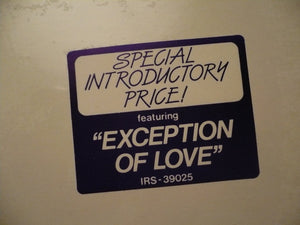 SPECIAL
INTRODUCTORY
PRICE!
featuring
"EXCEPTION
OF LOVE"
IRS-39025